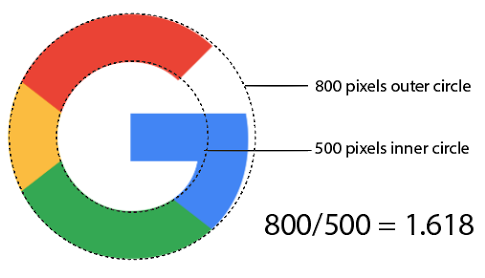 800 pixels outer circle
500 pixels inner circle
800/500 = 1.618